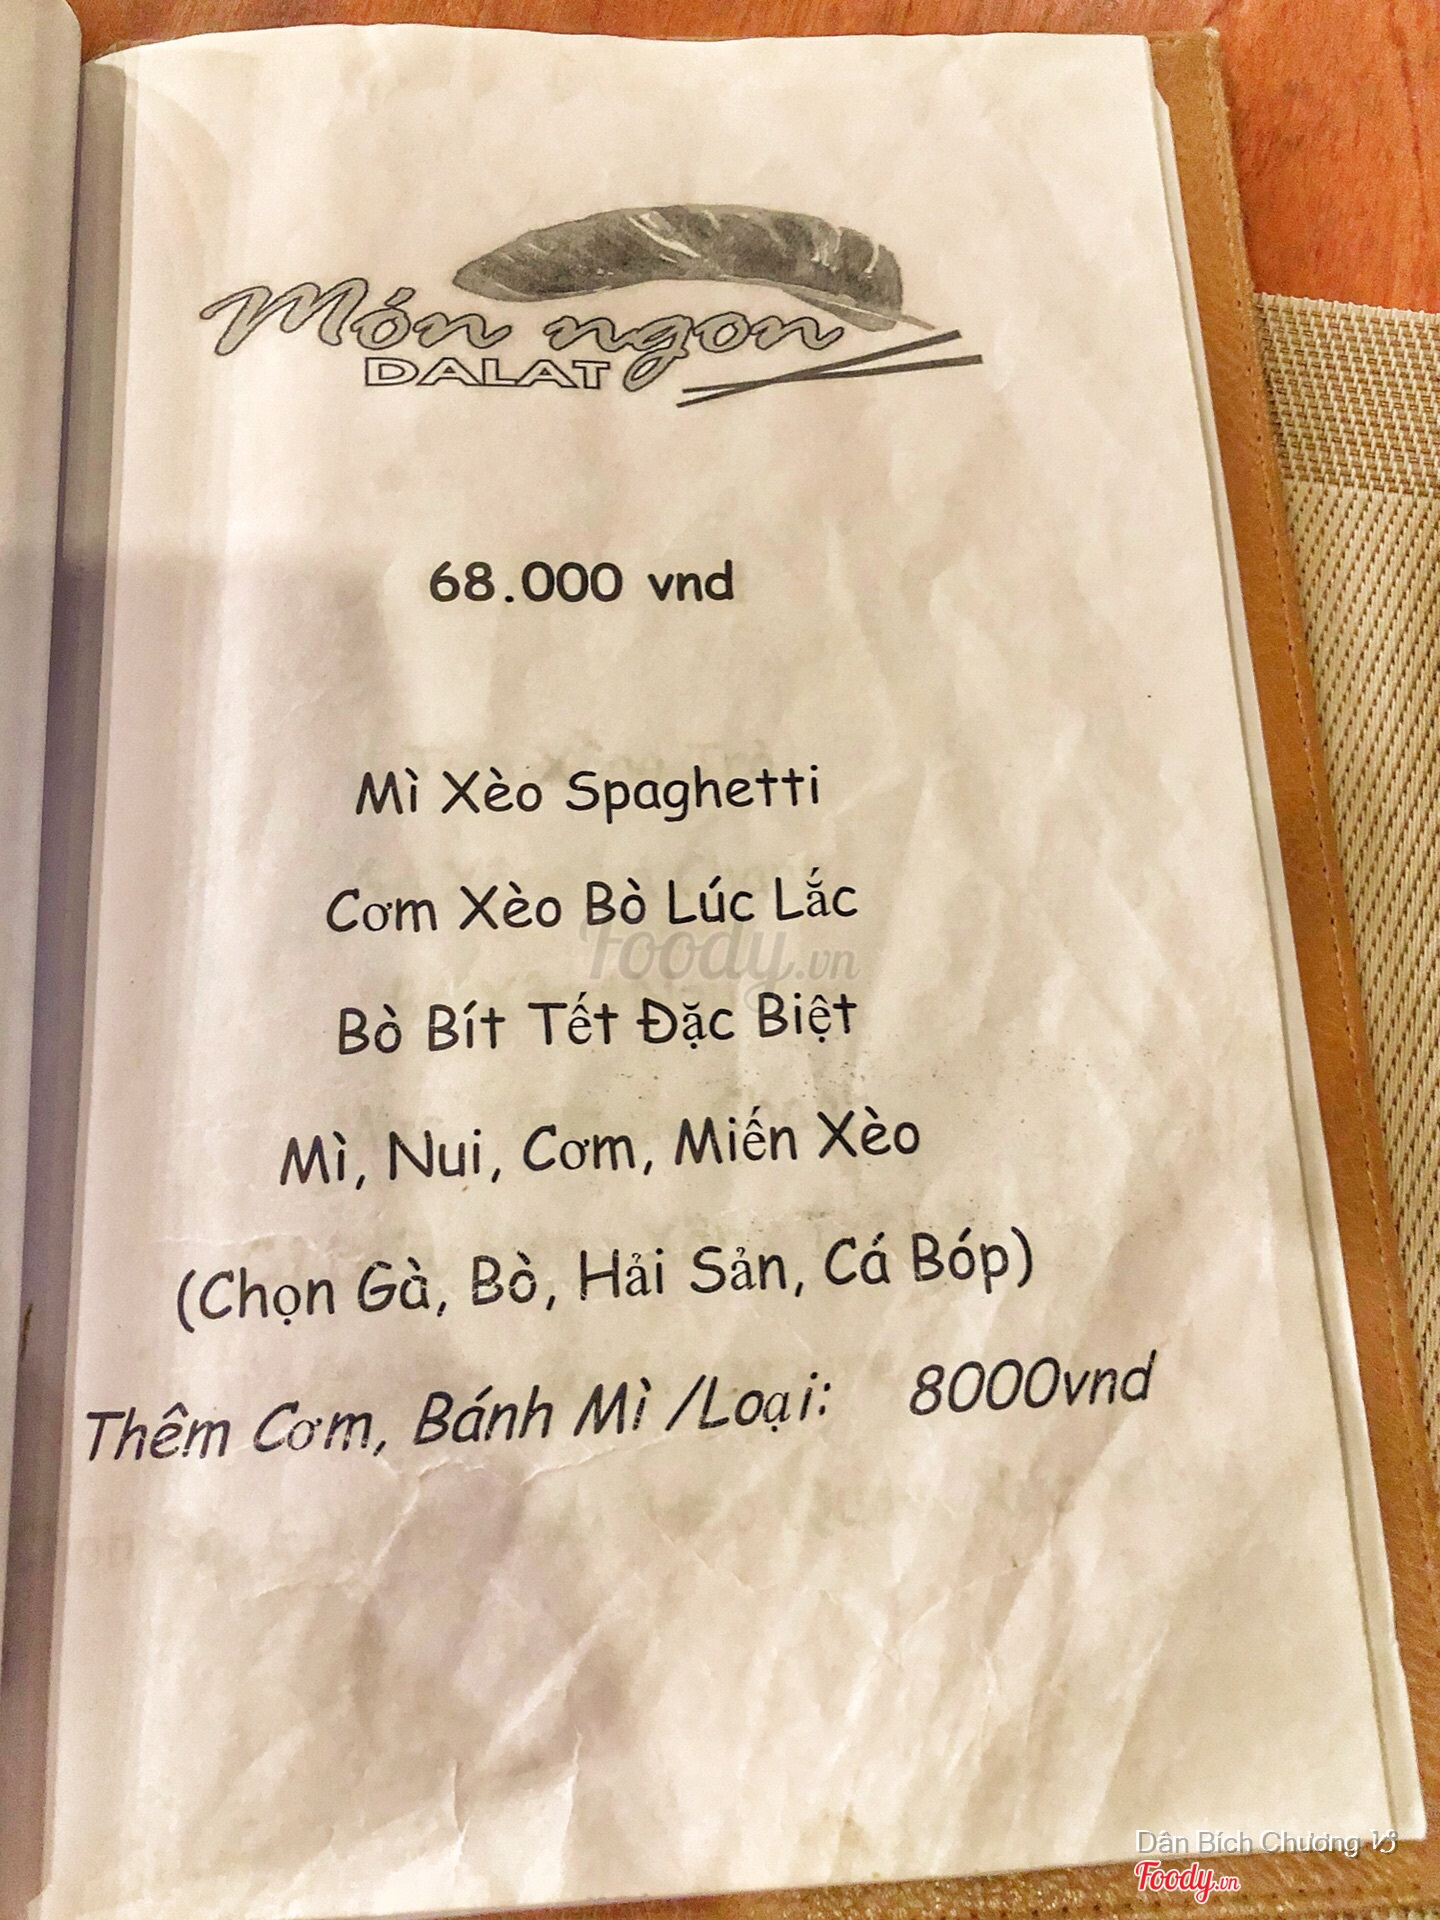 Món ngon
DALAT
68.000 vnd
Mì Xèo Spaghetti
Cơm Xèo Bò Lúc Lắc
Foody.vn
Bò Bít Tết Đặc Biệt
Mì, Nui, Cơm, Miến Xèo
(Chọn Gà, Bò, Hải Sản, Cá Bóp)
Thêm Cơm, Bánh Mì /Loại: 8000vnd
Dân Bích Chương
Foody.vn